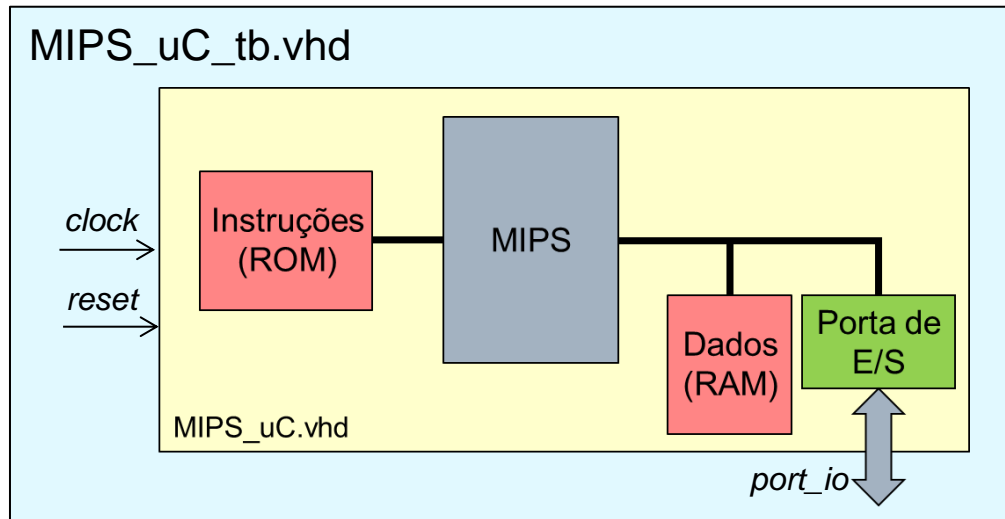 MIPS_uC_tb.vhd
clock
reset
Instruções
(ROM)
MIPS
Dados
(RAM)
Porta de
E/S
MIPS_uC.vhd
port_io